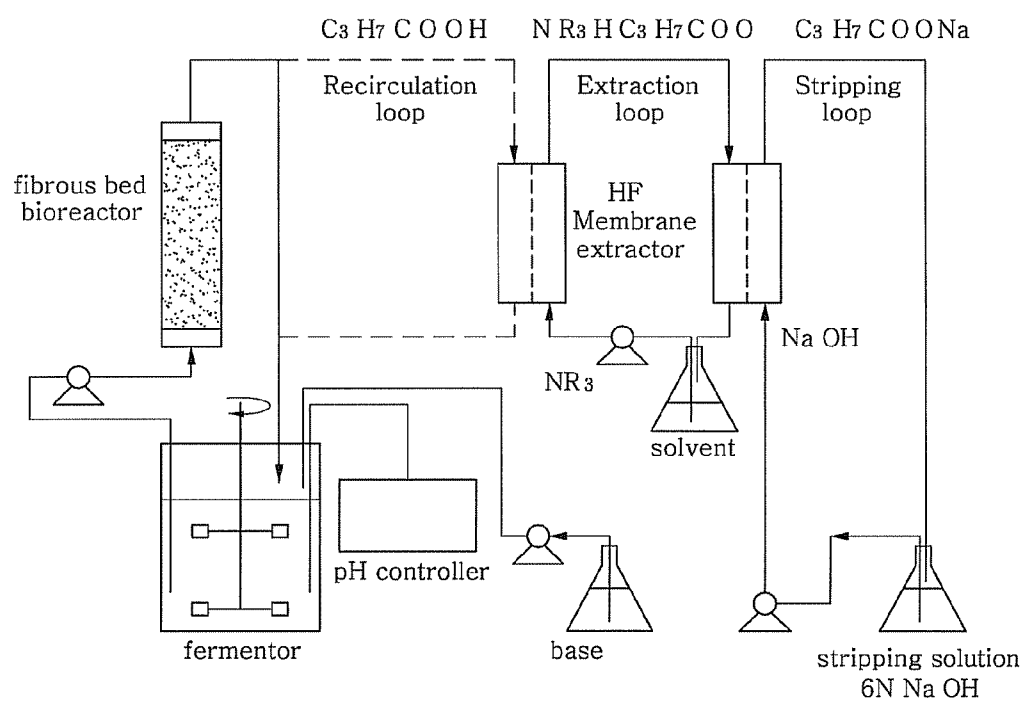 C3 H7 C O O H
N R3 H C3 H7 C O O
C3 H7 C O O Na
Recirculation
loop
Extraction
loop
Stripping
loop
fibrous bed
bioreactor
HF
Membrane
extractor
Na OH
NR3
solvent
pH controller
fermentor
base
stripping solution
6N Na OH